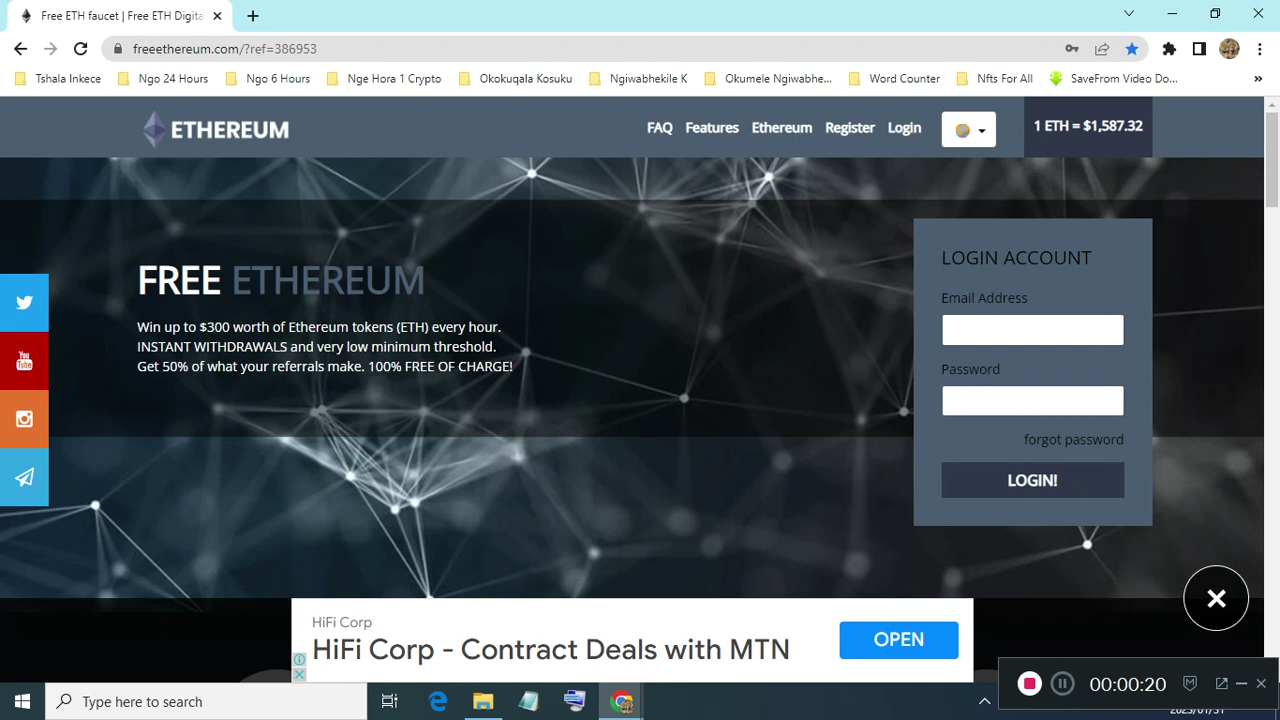 Free ETH faucet | Free ETH Digita
freeethereum.com/?ref=386953
Tshala Inkece
Ngo 24 Hours
Ngo 6 Hours
Nge Hora 1 Crypto
Okokuqala Kosuku
Ngiwabhekile K
Okumele Ngiwabhe...
Word Counter
Nfts For All
SaveFrom Video Do...
»
ETHEREUM
FAQ
Features
Ethereum
Register
Login
1 ETH = $1,587.32
FREE ETHEREUM
Win up to $300 worth of Ethereum tokens (ETH) every hour.
INSTANT WITHDRAWALS and very low minimum threshold.
Get 50% of what your referrals make. 100% FREE OF CHARGE!
LOGIN ACCOUNT
Email Address
Password
forgot password
LOGIN!
You
Tube
HiFi Corp
HiFi Corp - Contract Deals with MTN
OPEN
Type here to search
00:00:20
2023/01/31